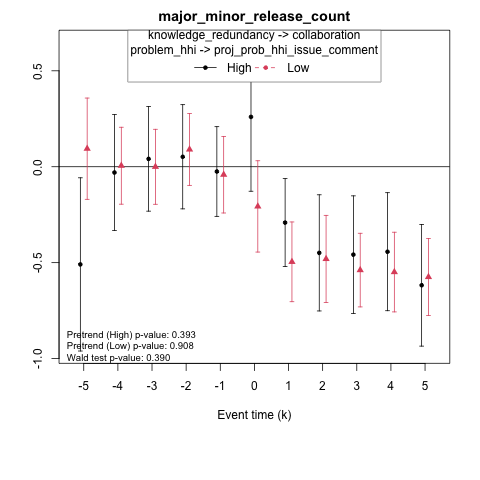 major_minor_release_count
knowledge_redundancy -> collaboration
problem_hhi -> proj_prob_hhi_issue_comment
High Low
0.5
0.0
-0.5
-1.0
Pretrend (High) p-value: 0.393
Pretrend (Low) p-value: 0.908
Wald test p-value: 0.390
-5 -4 -3 -2 -1 0 1 2 3 4 5
Event time (k)